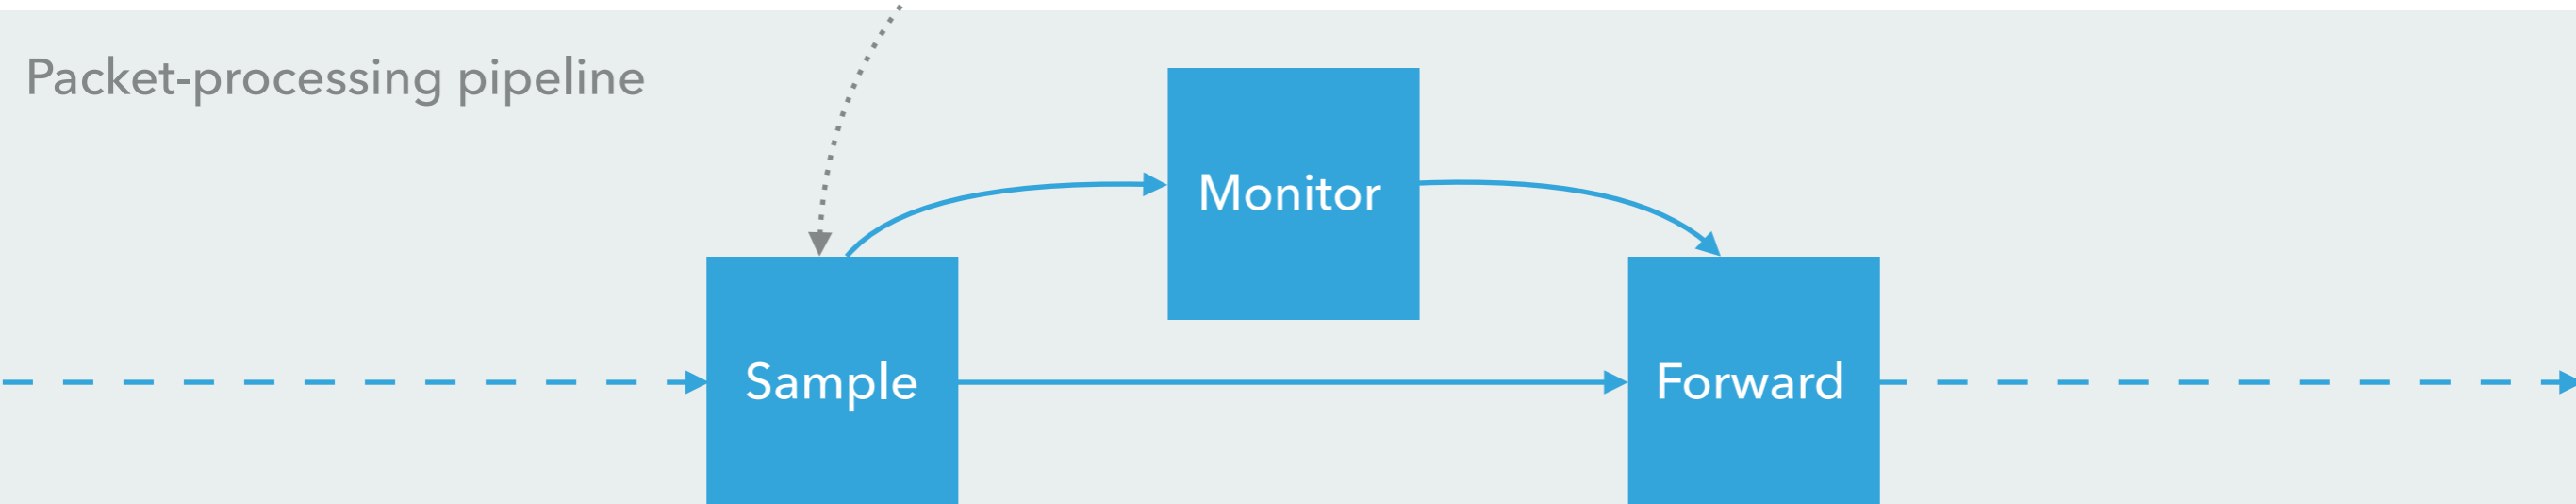 Packet-processing pipeline
Monitor
Sample
Forward